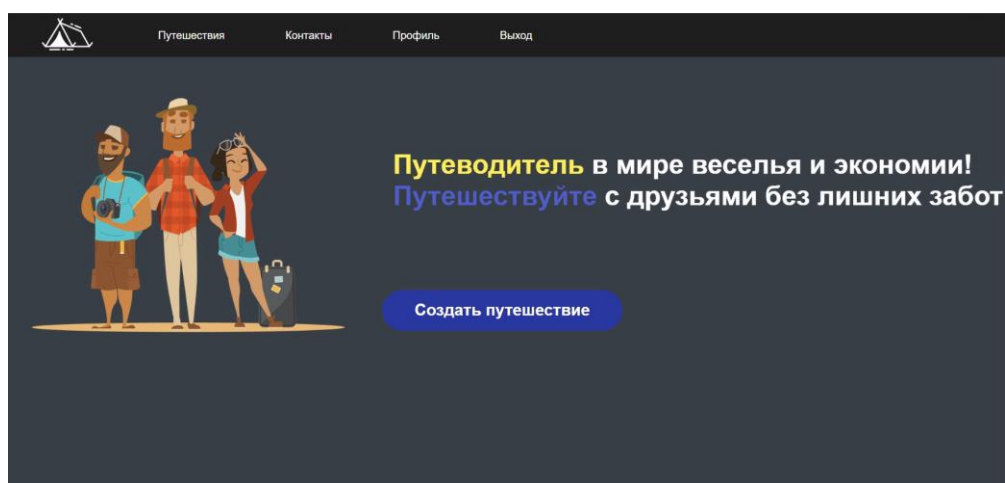 Путешествия Контакты Профиль Выход
Путеводитель в мире веселья и экономии!
Путешествуйте с друзьями без лишних забот
Создать путешествие